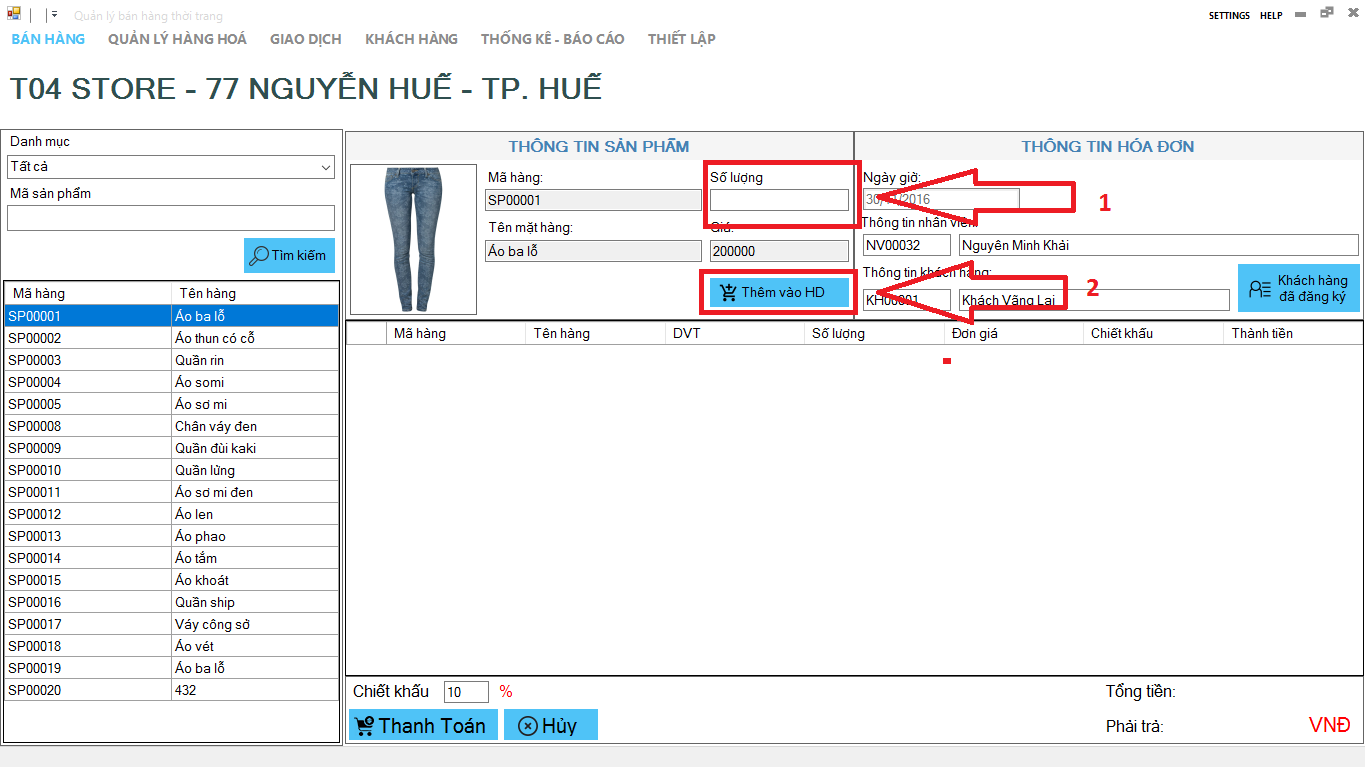 Quản lý bán hàng thời trang
SETTINGS HELP
BÁN HÀNG QUẢN LÝ HÀNG HOÁ GIAO DỊCH KHÁCH HÀNG THỐNG KÊ - BÁO CÁO THIẾT LẬP
T04 STORE - 77 NGUYỄN HUẾ - TP. HUẾ
Danh mục
Tất cả
Mã sản phẩm
Tìm kiếm
Mã hàng Tên hàng
SP00001 Áo ba lỗ
SP00002 Áo thun có cỗ
SP00003 Quần rin
SP00004 Áo somi
SP00005 Áo sơ mi
SP00008 Chân váy đen
SP00009 Quần đùi kaki
SP00010 Quần lửng
SP00011 Áo sơ mi đen
SP00012 Áo len
SP00013 Áo phao
SP00014 Áo tắm
SP00015 Áo khoát
SP00016 Quần ship
SP00017 Váy công sở
SP00018 Áo vét
SP00019 Áo ba lỗ
SP00020 432
THÔNG TIN SẢN PHẨM
Mã hàng:
SP00001
Số lượng
Tên mặt hàng:
Áo ba lỗ
Giá:
200000
Thêm vào HD
THÔNG TIN HÓA ĐƠN
Ngày giờ:
2016
1
Thông tin nhân viên:
NV00032 Nguyên Minh Khải
Thông tin khách hàng:
2
KH00001 Khách Vãng Lai
Khách hàng
đã đăng ký
Mã hàng Tên hàng DVT Số lượng Đơn giá Chiết khấu Thành tiền
Chiết khấu 10 %
Thanh Toán Hủy
Tổng tiền:
Phải trả: VNĐ